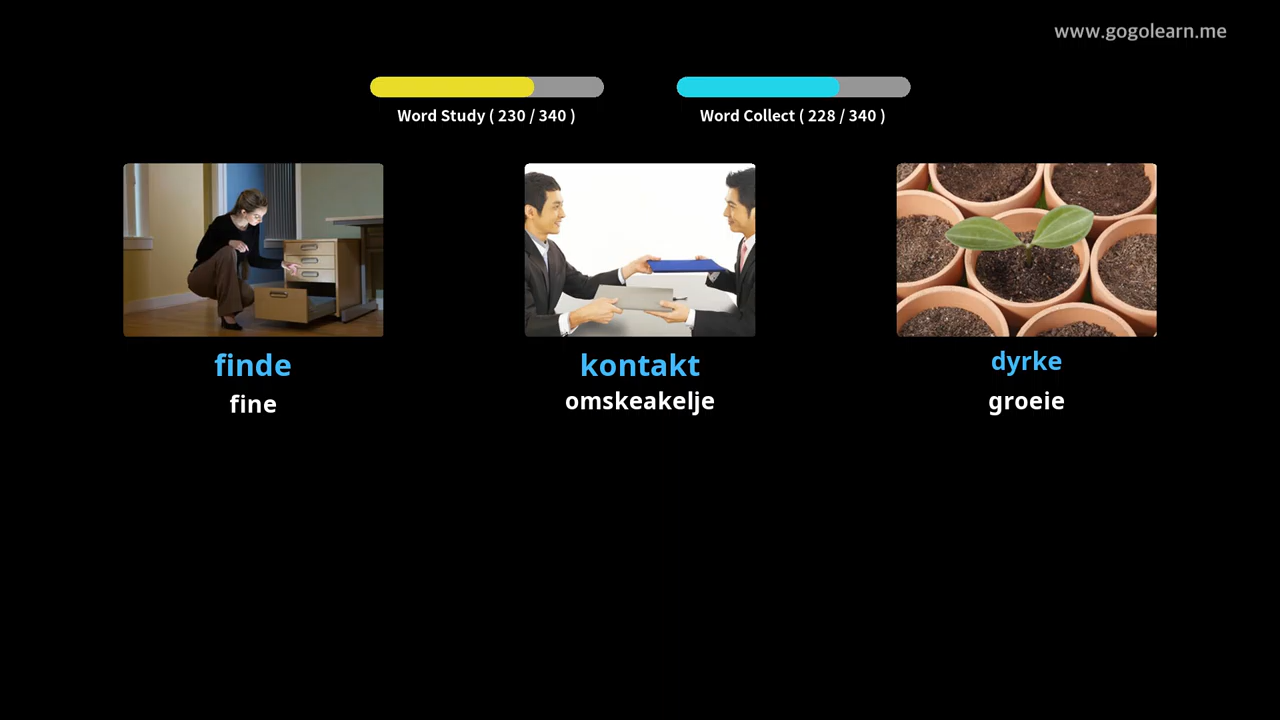 www.gogolearn.me
Word Study ( 230 / 340 )
Word Collect ( 228 / 340 )
finde
kontakt
dyrke
fine
omskeakelje
groeie